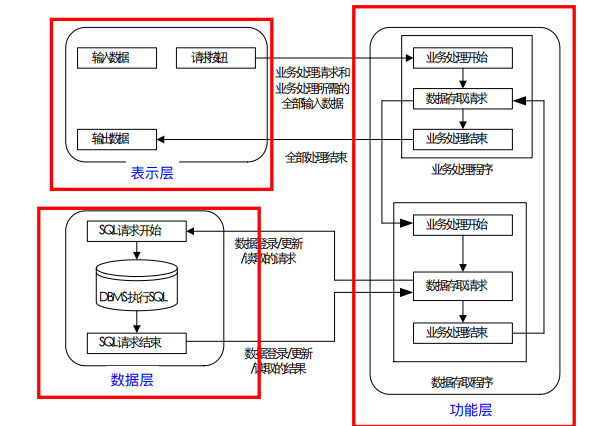 输入数据
请求按钮
输出数据
表示层
业务处理请求和
业务处理所需的
全部输入数据
全部处理结束
业务处理开始
数据存取请求
业务处理结束
业务处理程序
SQL请求开始
DBMS执行SQL
SQL请求结束
数据层
数据登录/更新
/读取的请求
数据登录/更新
/读取的结果
业务处理开始
数据存取请求
业务处理结束
数据存取程序
功能层